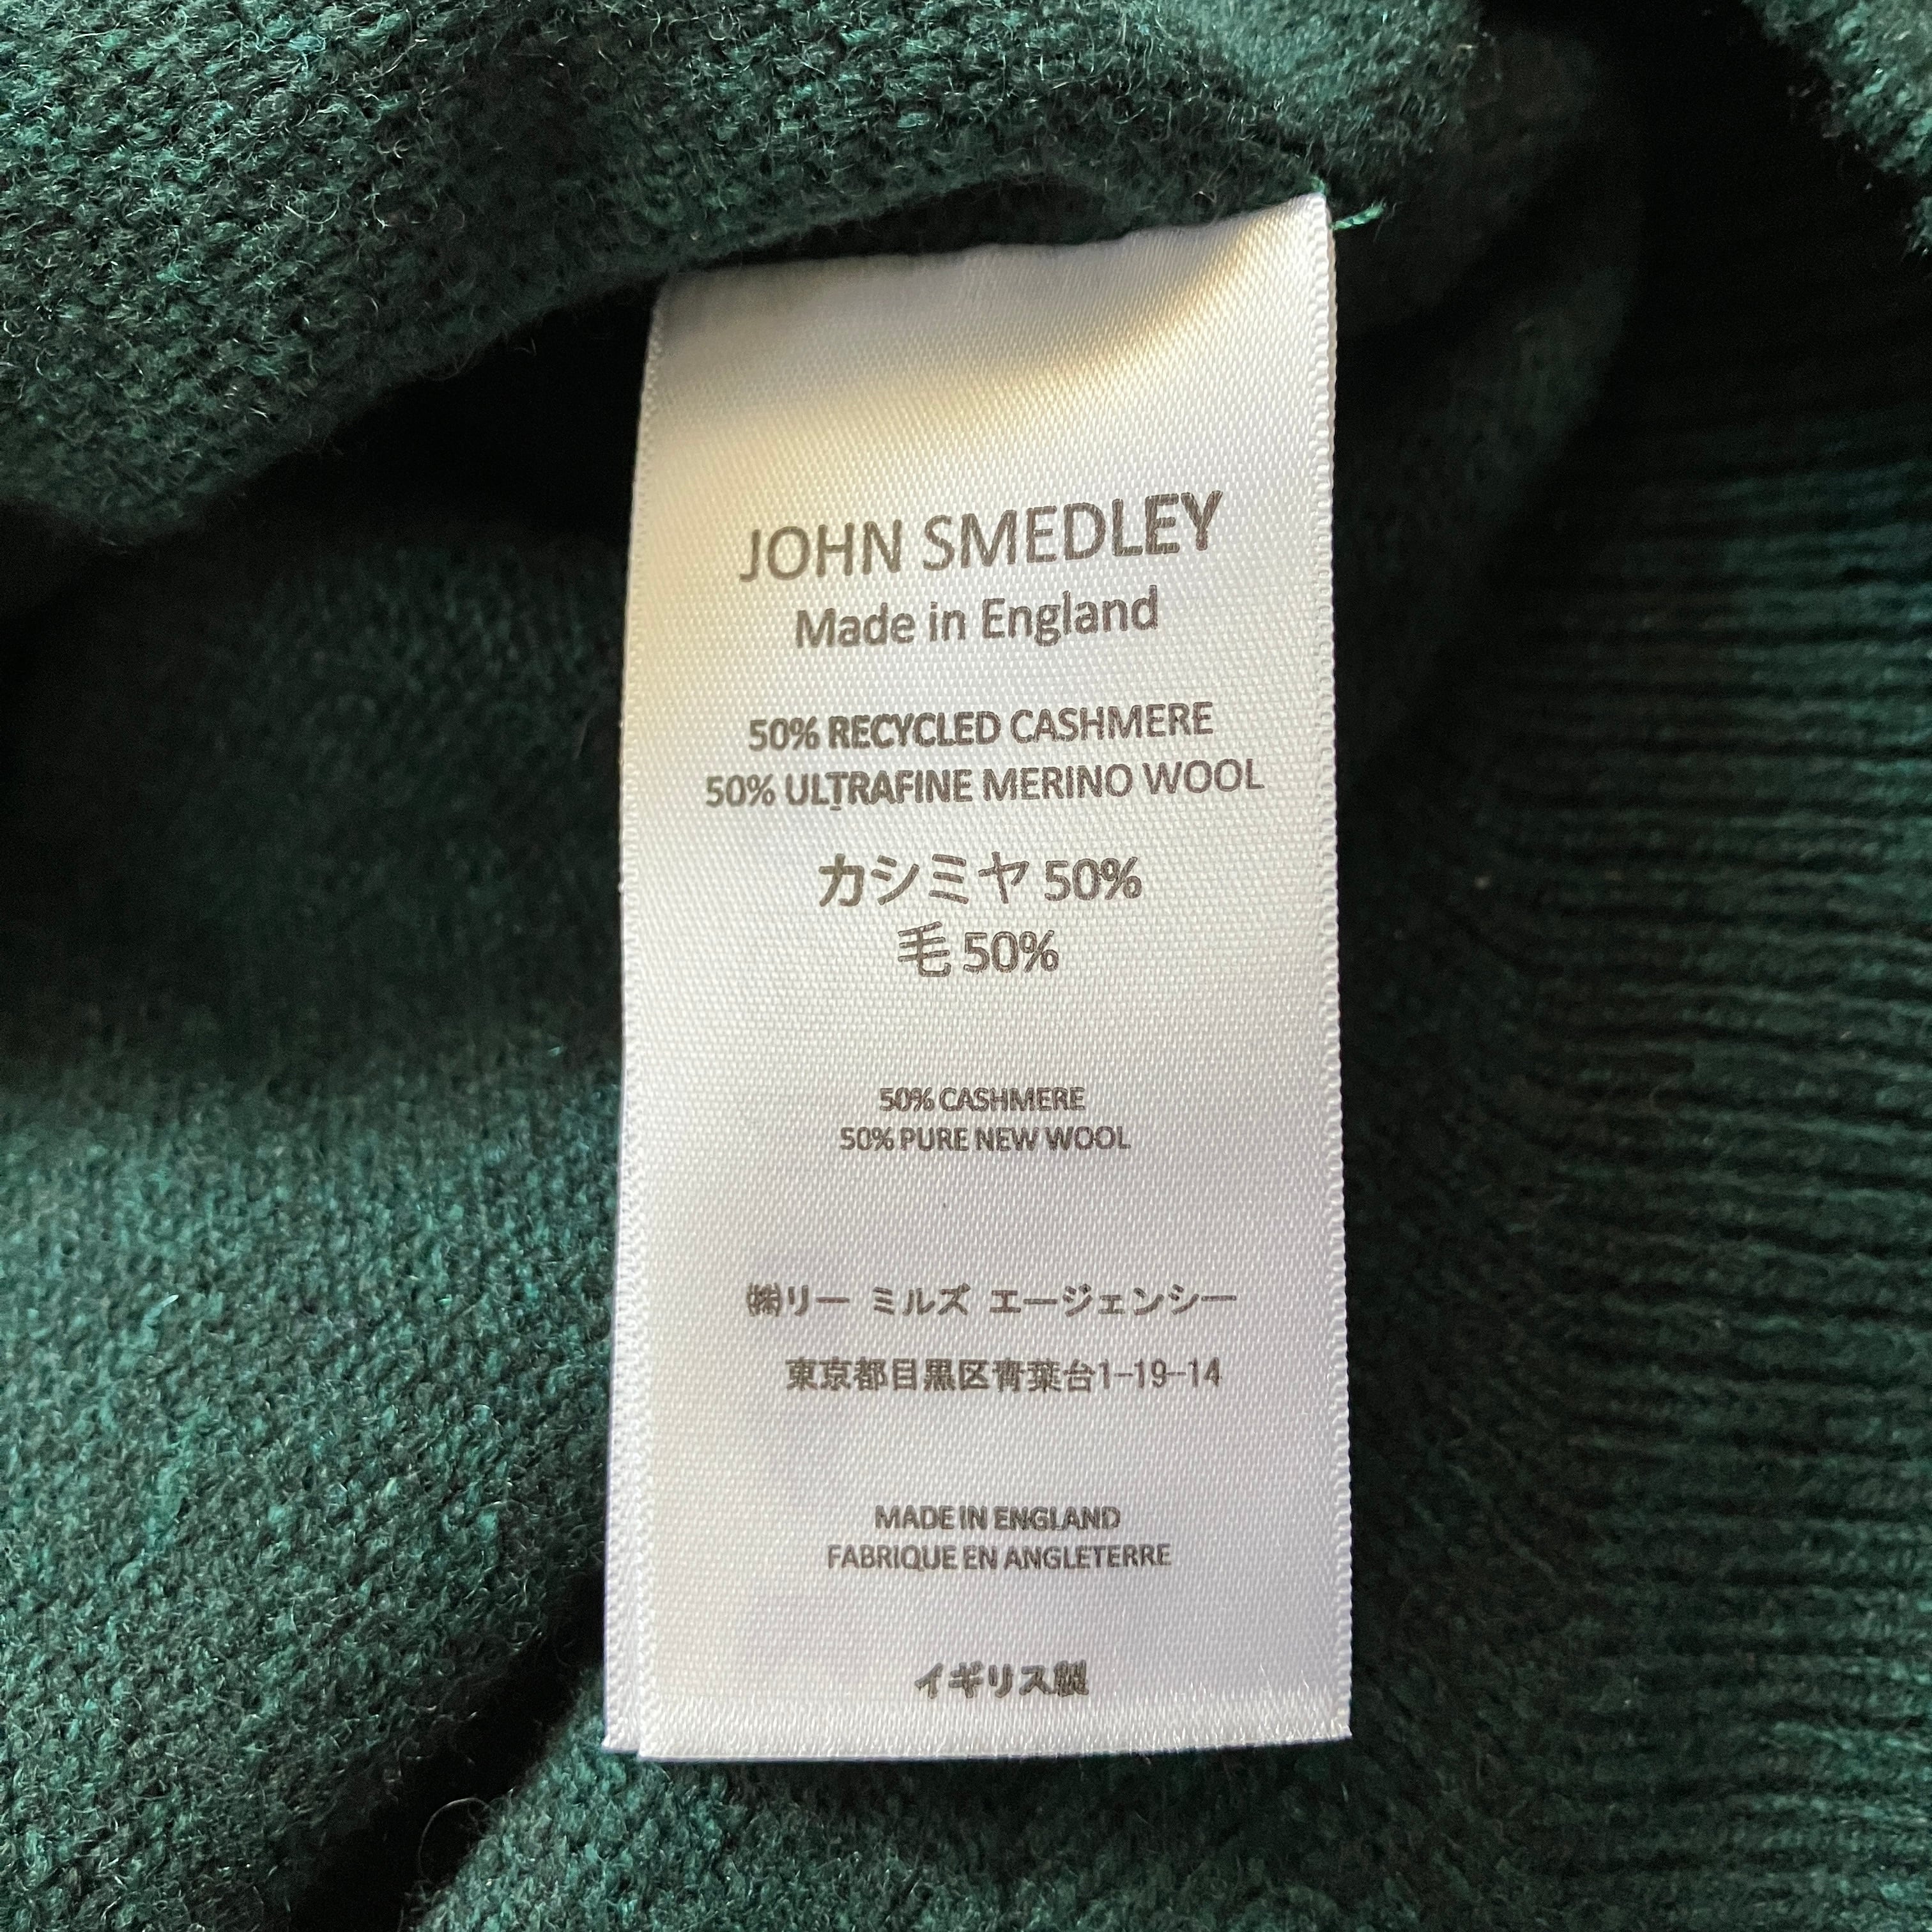 JOHN SMEDLEY
Made in England
50% RECYCLED CASHMERE
50% ULTRAFINE MERINO WOOL
カシミヤ 50%
毛 50%
50% CASHMERE
50% PURE NEW WOOL
㈱リー ミルズ エージェンシー
東京都目黒区青葉台1-19-14
MADE IN ENGLAND
FABRIQUE EN ANGLETERRE
イギリス製